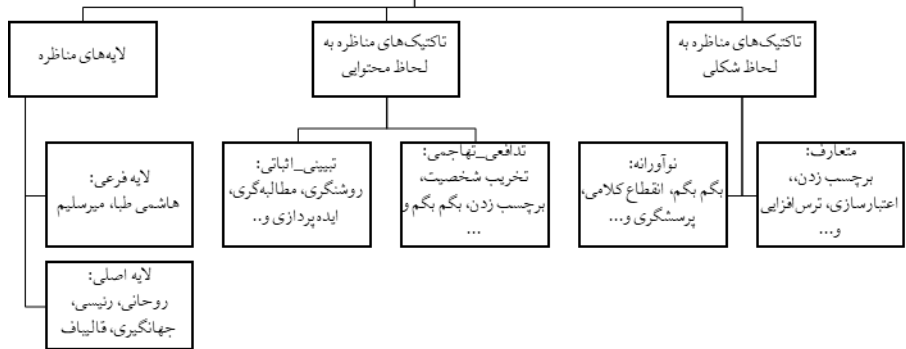 تاکتیک‌های مناظره به
لحاظ شکلی
تاکتیک‌های مناظره به
لحاظ محتوایی
لایه‌های مناظره
متعارف:
برچسب زدن،،
اعتبارسازی، ترس‌افزایی
و...
نوآورانه:
بگم بگم، انقطاع کلامی،
پرسشگری و...
تدافعی_تهاجمی:
تخریب شخصیت،
برچسب زدن، بگم بگم و
...
تبیینی_اثباتی:
روشنگری، مطالبه‌گری،
ایده‌پردازی و..
لایه فرعی:
هاشمی طبا، میرسلیم
لایه اصلی:
روحانی، رئیسی،
جهانگیری، قالیباف